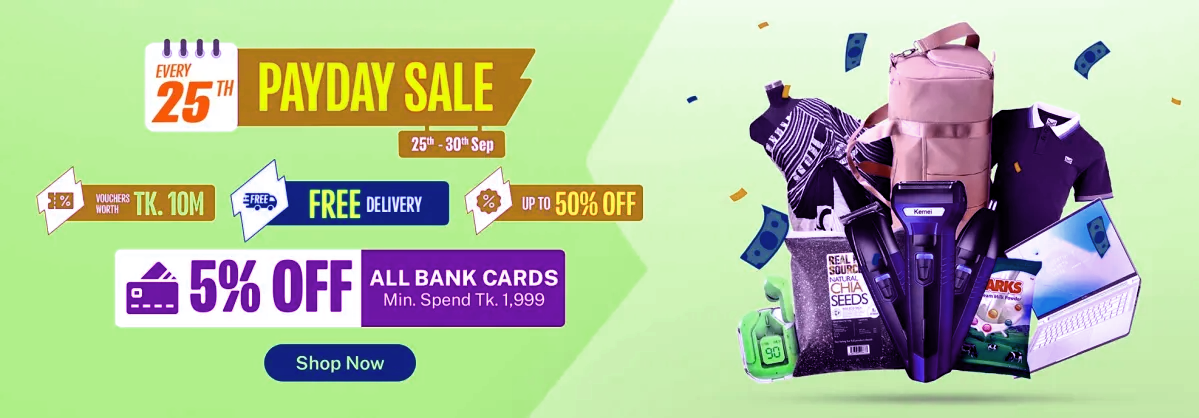 EVERY
25TH
PAYDAY SALE
25th - 30th Sep
%
VOUCHERS
WORTH
TK. 10M
FREE
FREE DELIVERY
%
UP TO 50% OFF
5% OFF
ALL BANK CARDS
Min. Spend Tk. 1,999
Shop Now
Kemei
REAL
SOURCE
NATURAL
CHIA
SEEDS
ARKS
Milk Powder
90